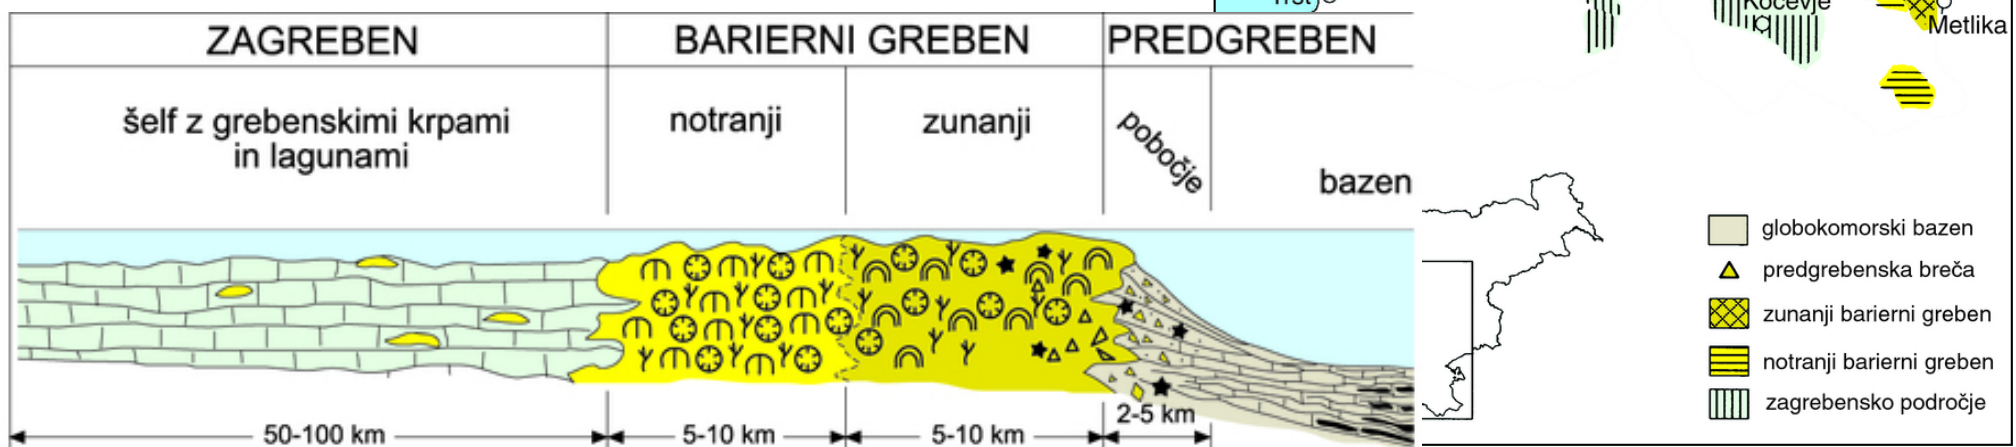 ZAGREBEN
BARIERNI GREBEN
PREDGREBEN
šelf z grebenskimi krpami
in lagunami
notranji
zunanji
pobočje
bazen
50-100 km
5-10 km
5-10 km
2-5 km
Kočevje
Metlika
globokomorski bazen
predgrebenska breča
zunanji barierni greben
notranji barierni greben
zagrebensko področje